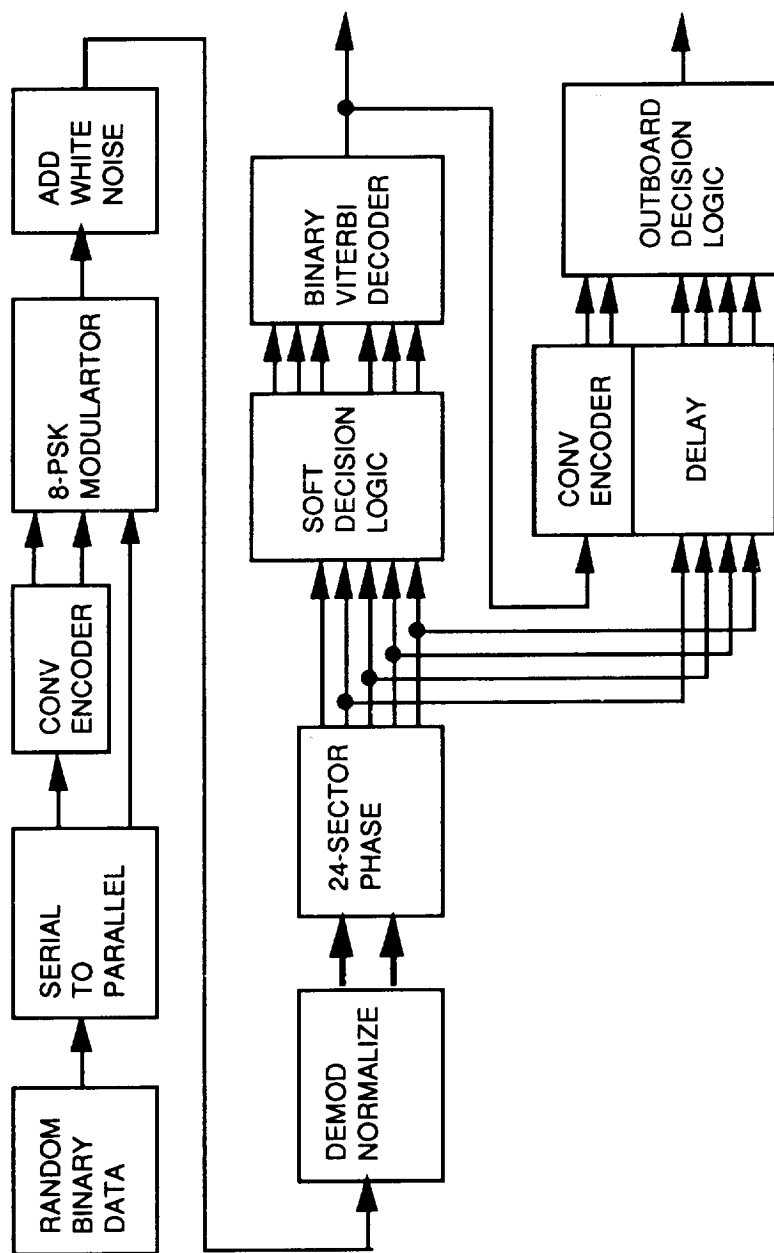 RANDOM
BINARY
DATA
SERIAL
TO
PARALLEL
CONV
ENCODER
8-PSK
MODULARTOR
ADD
WHITE
NOISE
DEMOD
NORMALIZE
24-SECTOR
PHASE
SOFT
DECISION
LOGIC
BINARY
VITERBI
DECODER
CONV
ENCODER
DELAY
OUTBOARD
DECISION
LOGIC